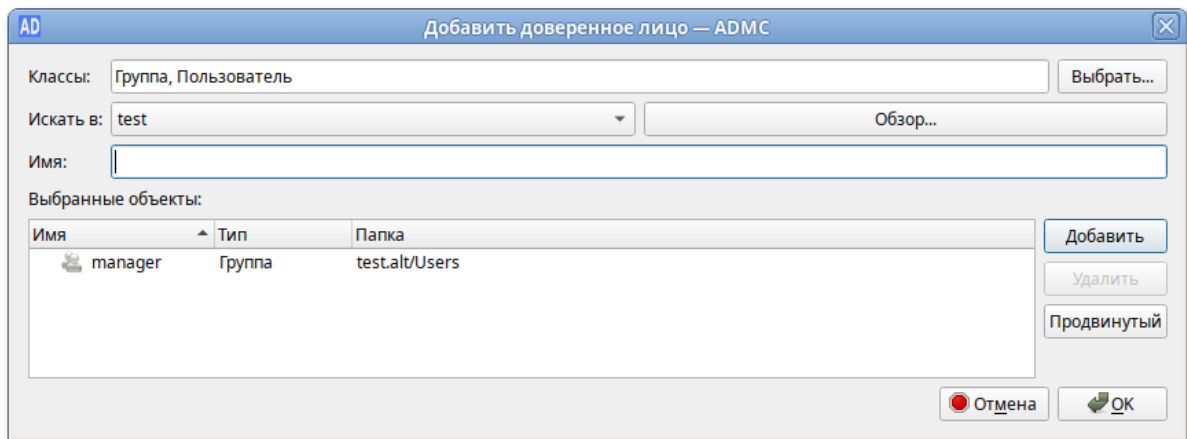 AD Добавить доверенное лицо — ADMC
Классы: Группа, Пользователь Выбрать...
Искать в: test Обзор...
Имя:
Выбранные объекты:
Имя Тип Папка
manager Группа test.alt/Users
Добавить
Удалить
Продвинутый
Отмена OK